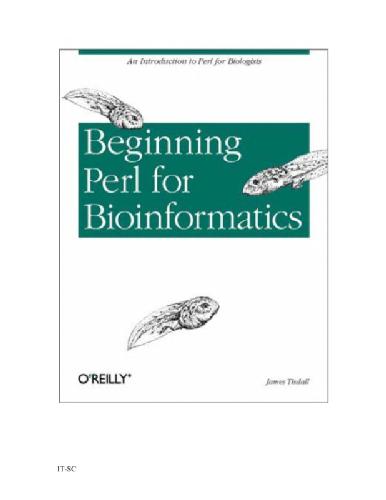 An Introduction to Perl for Biologists
Beginning
Perl for
Bioinformatics
O'REILLY
James Tisdall
IT-SC